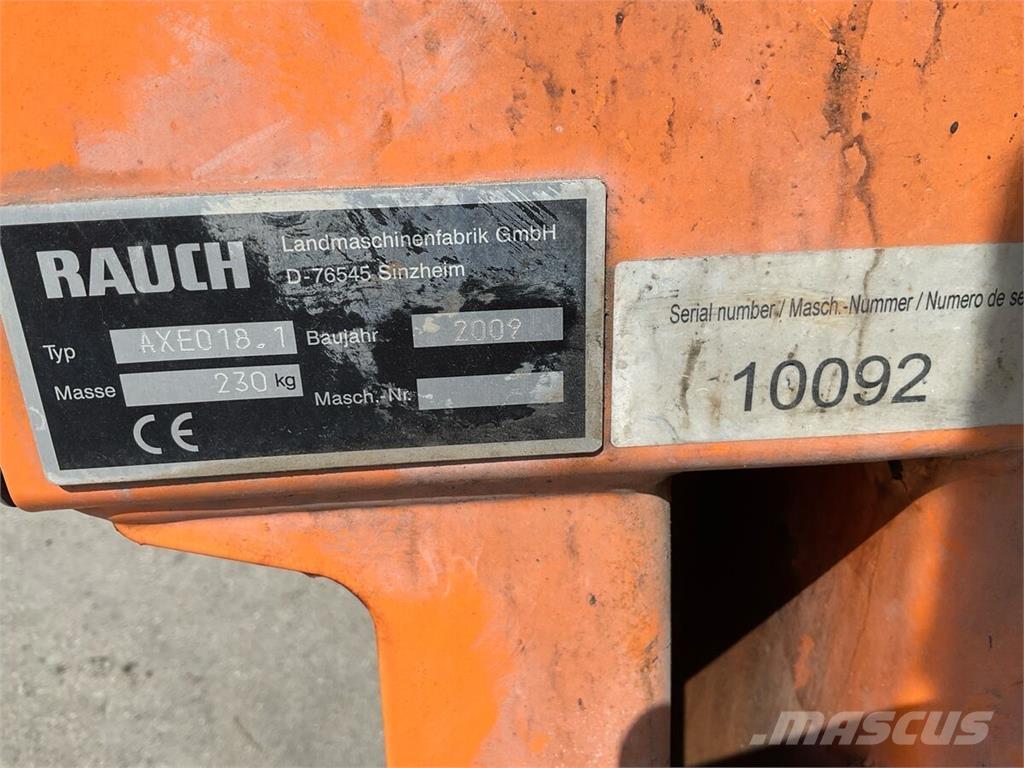 RAUCH
Landmaschinenfabrik GmbH
D-76545 Sinzheim
Typ AXE018.1 Baujahr 2009
Masse 230 kg Masch.-Nr.
CE
Serial number / Masch.-Nummer / Numero de se
10092
MASCUS